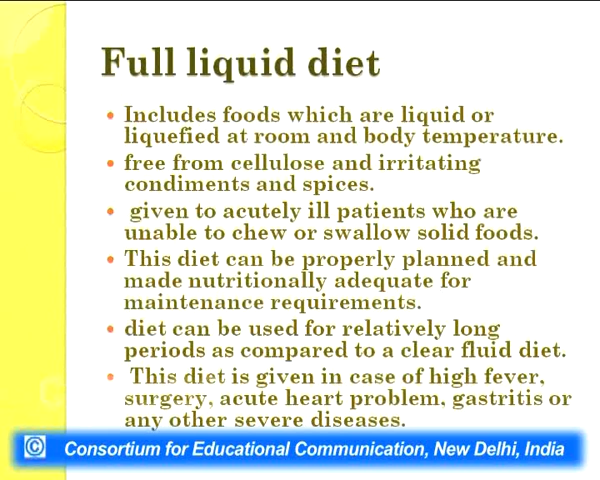 Full liquid diet
• Includes foods which are liquid or
liquefied at room and body temperature.
• free from cellulose and irritating
condiments and spices.
• given to acutely ill patients who are
unable to chew or swallow solid foods.
• This diet can be properly planned and
made nutritionally adequate for
maintenance requirements.
• diet can be used for relatively long
periods as compared to a clear fluid diet.
• This diet is given in case of high fever,
surgery, acute heart problem, gastritis or
any other severe diseases.
© Consortium for Educational Communication, New Delhi, India